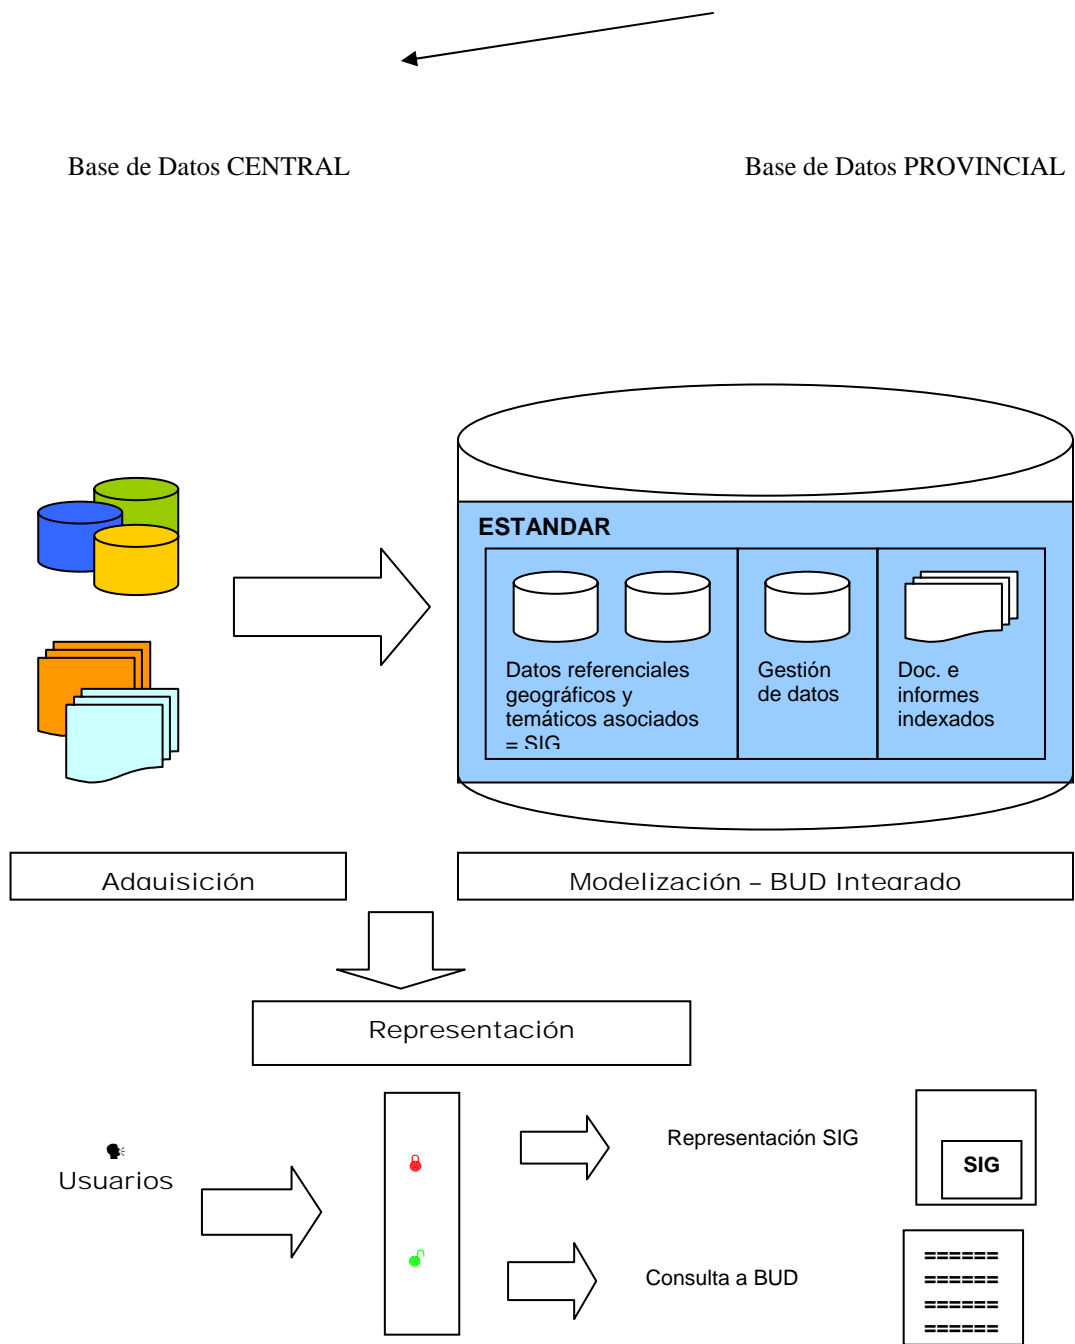 Base de Datos CENTRAL
Base de Datos PROVINCIAL
ESTANDAR
Datos referenciales
geográficos y
temáticos asociados
= SIG
Gestión
de datos
Doc. e
informes
indexados
Adquisición
Modelización – BUD Integrado
Representación
Usuarios
Representación SIG
SIG
Consulta a BUD
======
======
======
======